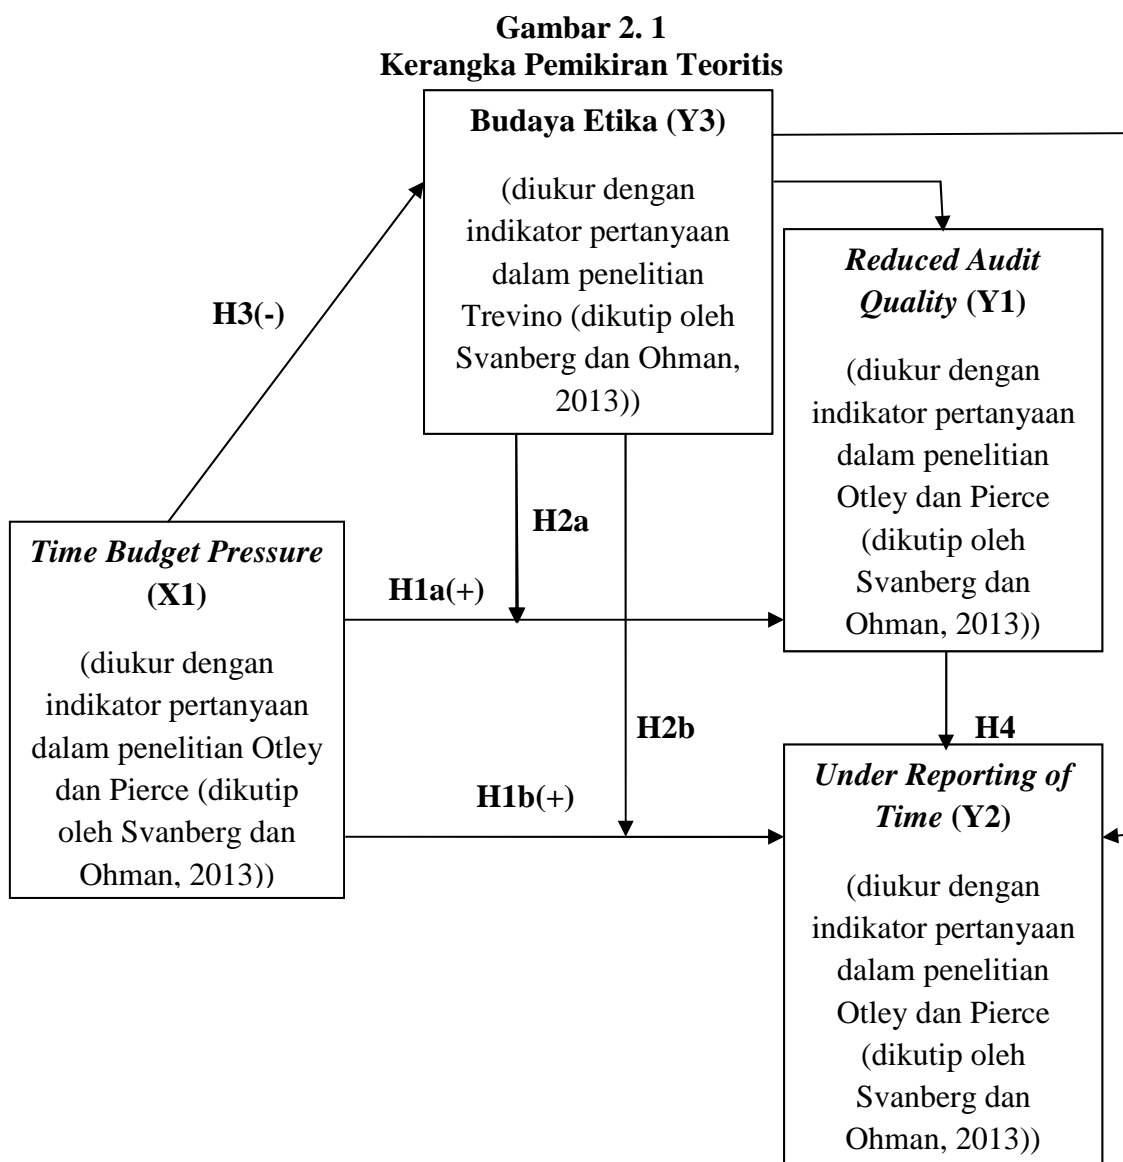 Gambar 2. 1
Kerangka Pemikiran Teoritis
Budaya Etika (Y3)
(diukur dengan
indikator pertanyaan
dalam penelitian
Trevino (dikutip oleh
Svanberg dan Ohman,
2013))
Reduced Audit
Quality (Y1)
(diukur dengan
indikator pertanyaan
dalam penelitian
Otley dan Pierce
(dikutip oleh
Svanberg dan
Ohman, 2013))
H3(-)
H2a
Time Budget Pressure
(X1)
(diukur dengan
indikator pertanyaan
dalam penelitian Otley
dan Pierce (dikutip
oleh Svanberg dan
Ohman, 2013))
H1a(+)
H2b
H4
H1b(+)
Under Reporting of
Time (Y2)
(diukur dengan
indikator pertanyaan
dalam penelitian
Otley dan Pierce
(dikutip oleh
Svanberg dan
Ohman, 2013))